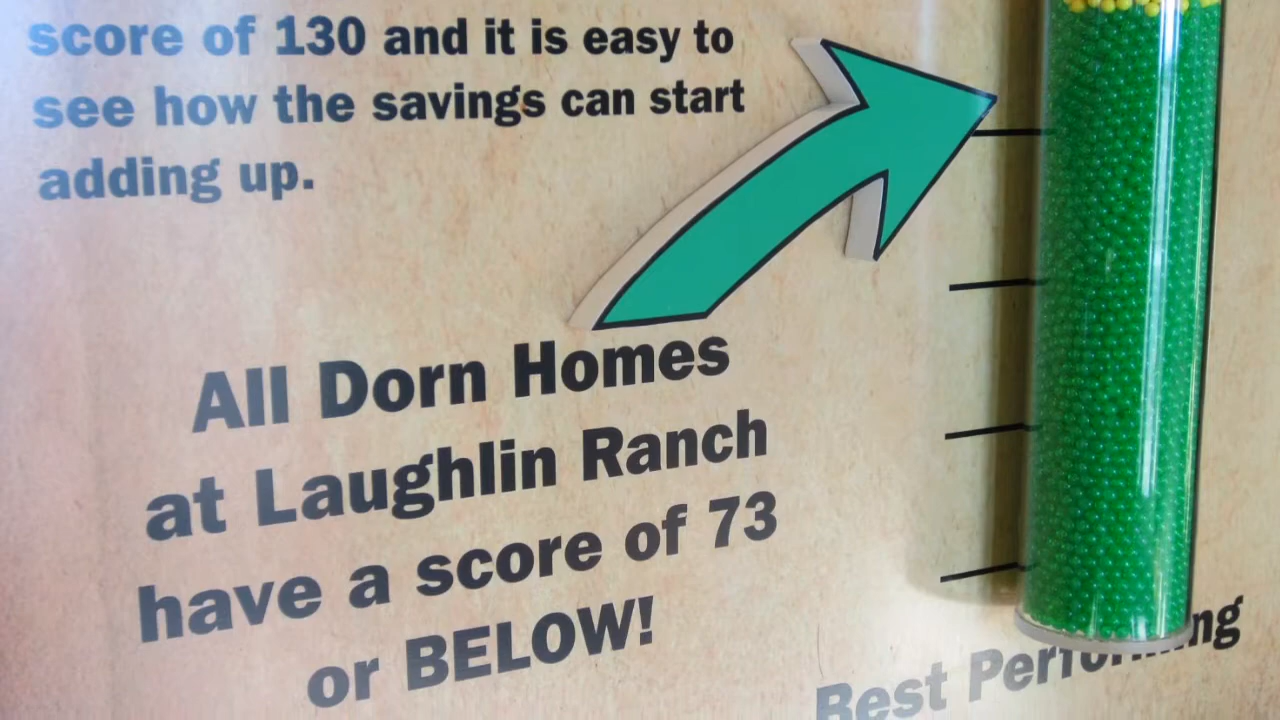 score of 130 and it is easy to
see how the savings can start
adding up.
All Dorn Homes
at Laughlin Ranch
have a score of 73
or BELOW!
Best Performing